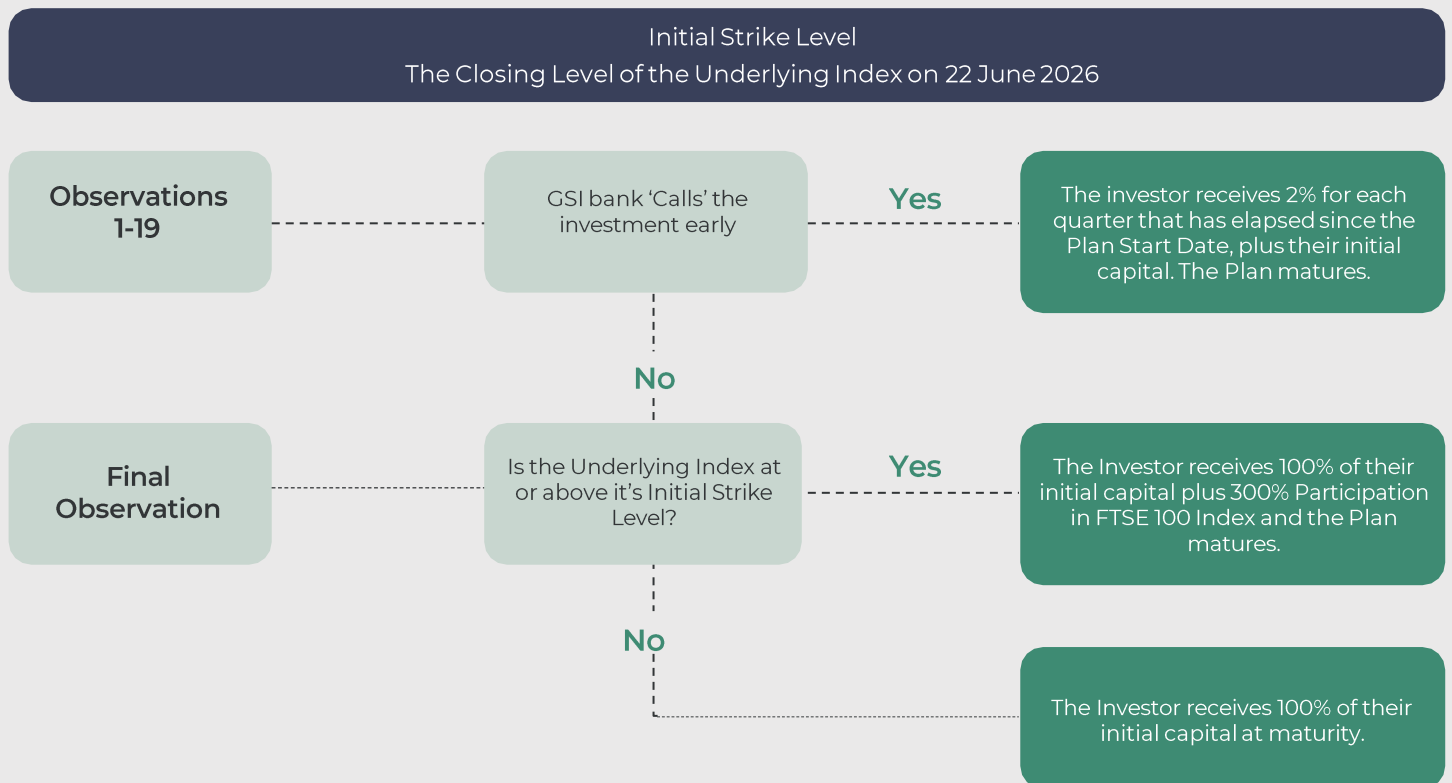 Initial Strike Level
The Closing Level of the Underlying Index on 22 June 2026
Observations
1-19
GSI bank ‘Calls’ the
investment early
Yes
The investor receives 2% for each
quarter that has elapsed since the
Plan Start Date, plus their initial
capital. The Plan matures.
No
Final
Observation
Is the Underlying Index at
or above it’s Initial Strike
Level?
Yes
The Investor receives 100% of their
initial capital plus 300% Participation
in FTSE 100 Index and the Plan
matures.
No
The Investor receives 100% of their
initial capital at maturity.